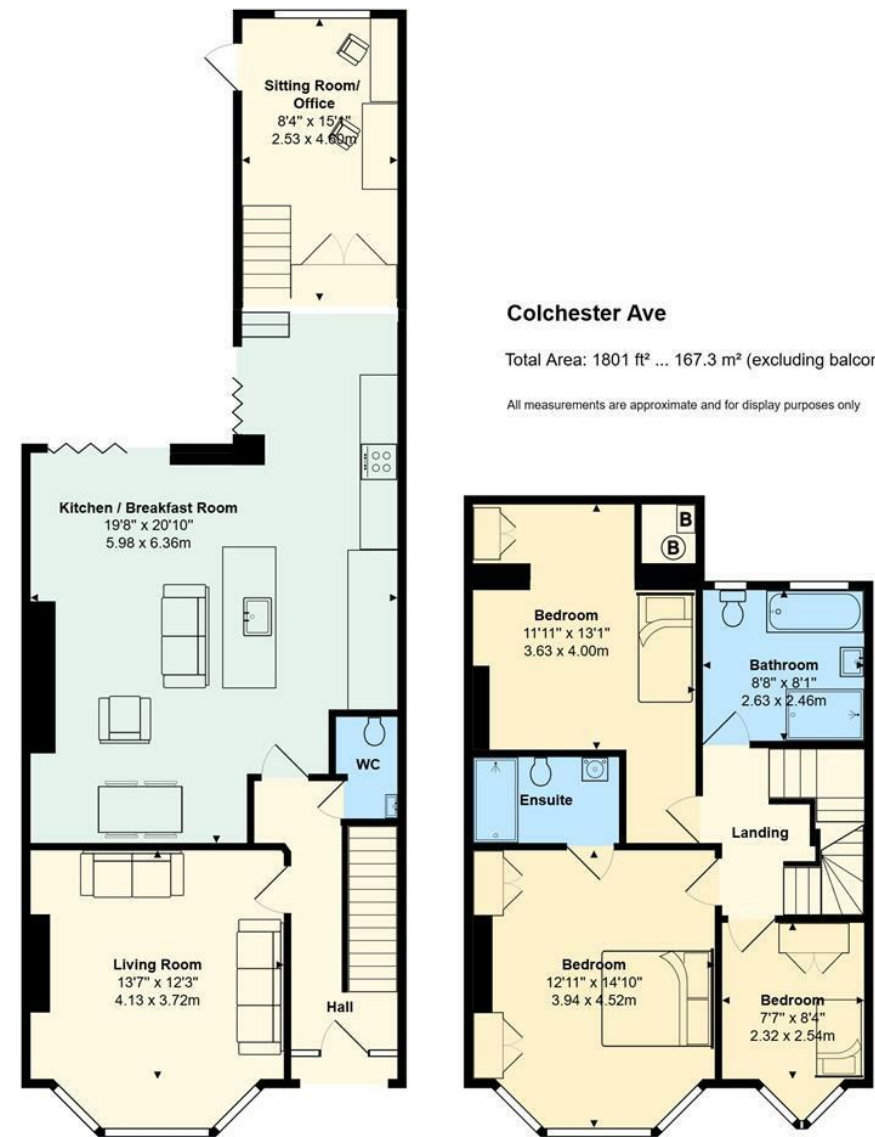 Sitting Room/
Office
8'4" x 15'1"
2.53 x 4.60m
Colchester Ave
Total Area: 1801 ft² ... 167.3 m² (excluding balcor
All measurements are approximate and for display purposes only
Kitchen / Breakfast Room
19'8" x 20'10"
5.98 x 6.36m
WC
Living Room
13'7" x 12'3"
4.13 x 3.72m
Hall
B
B
Bedroom
11'11" x 13'1"
3.63 x 4.00m
Bathroom
8'8" x 8'1"
2.63 x 2.46m
Ensuite
Landing
Bedroom
12'11" x 14'10"
3.94 x 4.52m
Bedroom
7'7" x 8'4"
2.32 x 2.54m